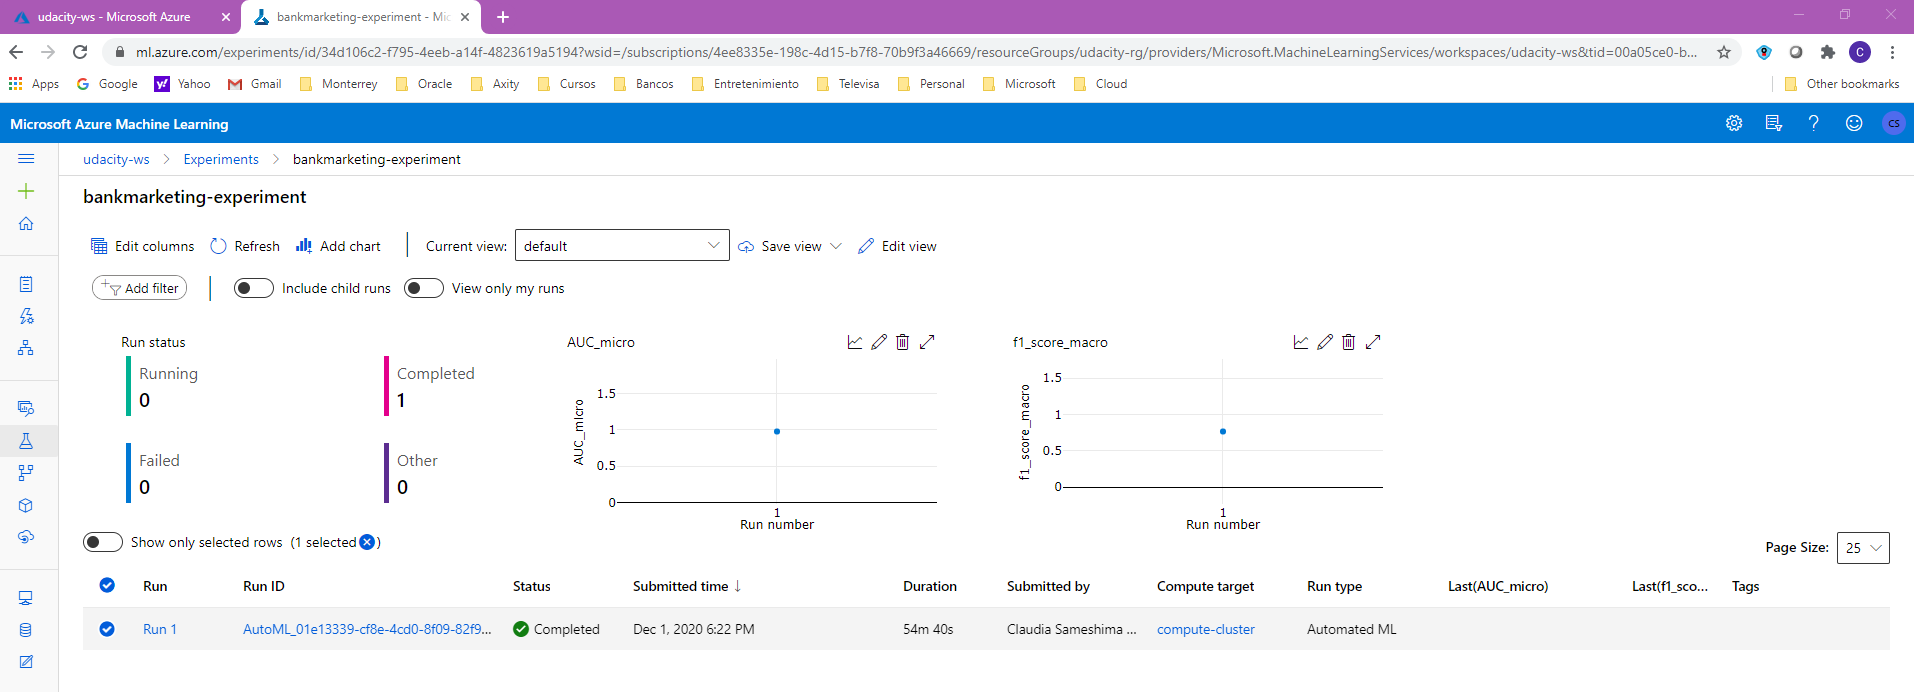 udacity-ws - Microsoft Azure
bankmarketing-experiment - Mic
ml.azure.com/experiments/id/34d106c2-f795-4eeb-a14f-4823619a5194?wsid=/subscriptions/4ee8335e-198c-4d15-b7f8-70b9f3a46669/resourceGroups/udacity-rg/providers/Microsoft.MachineLearningServices/workspaces/udacity-ws&tid=00a05ce0-b...
C
Apps Google Yahoo Gmail Monterrey Oracle Axity Cursos Bancos Entretenimiento Televisa Personal Microsoft Cloud Other bookmarks
Microsoft Azure Machine Learning
CS
udacity-ws > Experiments > bankmarketing-experiment
bankmarketing-experiment
Edit columns Refresh Add chart Current view: default Save view Edit view
Add filter Include child runs View only my runs
Run status
Running
0
Completed
1
Failed
0
Other
0
AUC_micro
1.5
1
0.5
0
AUC_micro
1
Run number
f1_score_macro
1.5
1
0.5
0
f1_score_macro
1
Run number
Show only selected rows (1 selected )
Page Size: 25
Run Run ID Status Submitted time ↓ Duration Submitted by Compute target Run type Last(AUC_micro) Last(f1_sco... Tags
Run 1 AutoML_01e13339-cf8e-4cd0-8f09-82f9... Completed Dec 1, 2020 6:22 PM 54m 40s Claudia Sameshima ... compute-cluster Automated ML